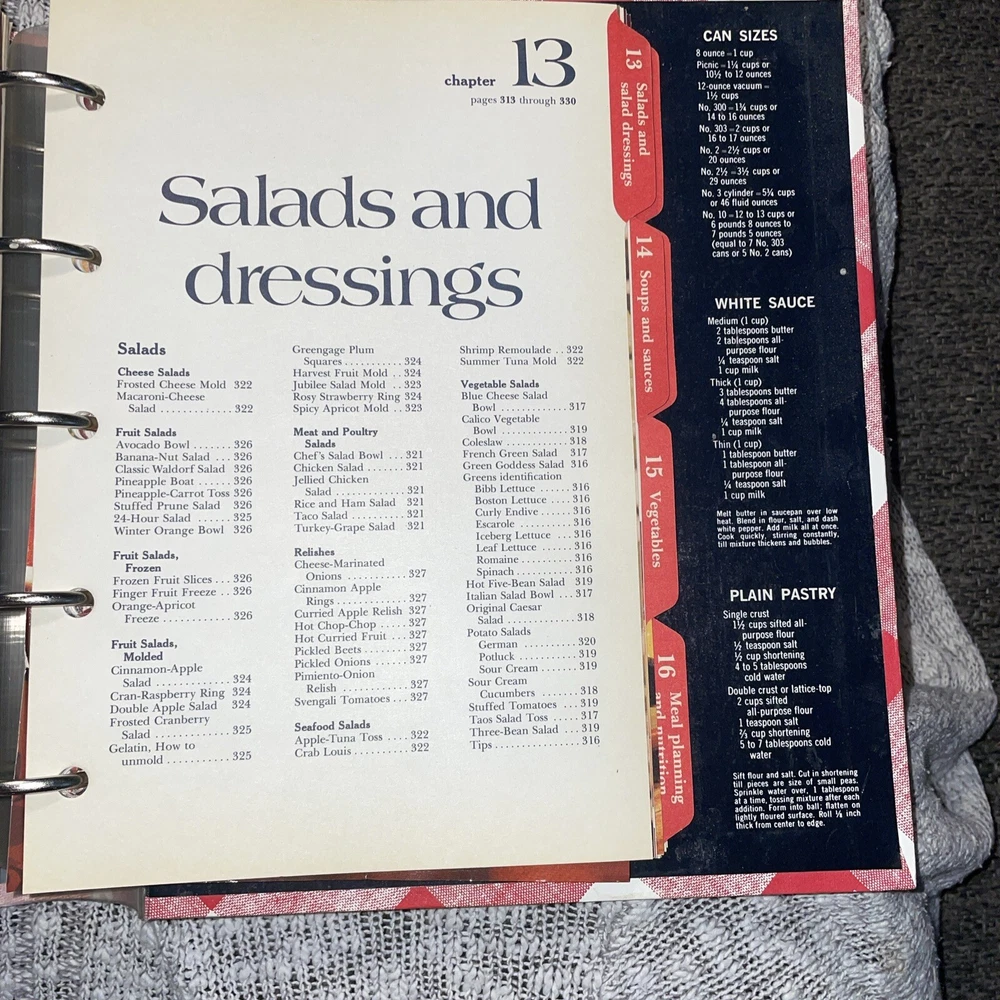 chapter 13
pages 313 through 330
Salads and
dressings
Salads
Cheese Salads
Frosted Cheese Mold 322
Macaroni-Cheese
Salad ............ 322
Fruit Salads
Avocado Bowl ....... 326
Banana-Nut Salad ... 326
Classic Waldorf Salad 326
Pineapple Boat ...... 326
Pineapple-Carrot Toss 326
Stuffed Prune Salad 326
24-Hour Salad ...... 325
Winter Orange Bowl 326
Fruit Salads,
Frozen
Frozen Fruit Slices ... 326
Finger Fruit Freeze .. 326
Orange-Apricot
Freeze ............ 326
Fruit Salads,
Molded
Cinnamon-Apple
Salad ............. 324
Cran-Raspberry Ring 324
Double Apple Salad 324
Frosted Cranberry
Salad ............. 325
Gelatin, How to
unmold ........... 325
Greengage Plum
Squares .......... 324
Harvest Fruit Mold .. 324
Jubilee Salad Mold .. 323
Rosy Strawberry Ring 324
Spicy Apricot Mold .. 323
Meat and Poultry
Salads
Chef's Salad Bowl ... 321
Chicken Salad ....... 321
Jellied Chicken
Salad ............. 321
Rice and Ham Salad 321
Taco Salad .......... 321
Turkey-Grape Salad 321
Relishes
Cheese-Marinated
Onions ........... 327
Cinnamon Apple
Rings ............. 327
Curried Apple Relish 327
Hot Chop-Chop ..... 327
Hot Curried Fruit ... 327
Pickled Beets ........ 327
Pickled Onions ...... 327
Pimiento-Onion
Relish ............ 327
Svengali Tomatoes ... 327
Seafood Salads
Apple-Tuna Toss .... 322
Crab Louis .......... 322
Shrimp Remoulade .. 322
Summer Tuna Mold 322
Vegetable Salads
Blue Cheese Salad
Bowl ............. 317
Calico Vegetable
Bowl ............. 319
Coleslaw ............ 318
French Green Salad 317
Green Goddess Salad 316
Greens identification
Bibb Lettuce ...... 316
Boston Lettuce .... 316
Curly Endive ...... 316
Escarole .......... 316
Iceberg Lettuce ... 316
Leaf Lettuce ...... 316
Romaine .......... 316
Spinach ........... 316
Hot Five-Bean Salad 319
Italian Salad Bowl ... 317
Original Caesar
Salad ............. 318
Potato Salads
German .......... 320
Potluck ........... 319
Sour Cream ....... 319
Sour Cream
Cucumbers ....... 318
Stuffed Tomatoes ... 319
Taos Salad Toss ..... 317
Three-Bean Salad ... 319
Tips ................ 316
13 Salads and
salad dressings
14 Soups and sauces
15 Vegetables
16 Meal planning
and nutrition
CAN SIZES
8 ounce = 1 cup
Picnic = 1¼ cups or
10½ to 12 ounces
12-ounce vacuum =
1½ cups
No. 300 = 1¾ cups or
14 to 16 ounces
No. 303 = 2 cups or
16 to 17 ounces
No. 2 = 2½ cups or
20 ounces
No. 2½ = 3½ cups or
29 ounces
No. 3 cylinder = 5¾ cups
or 46 fluid ounces
No. 10 = 12 to 13 cups or
6 pounds 8 ounces to
7 pounds 5 ounces
(equal to 7 No. 303
cans or 5 No. 2 cans)
WHITE SAUCE
Medium (1 cup)
2 tablespoons butter
2 tablespoons all-
purpose flour
¼ teaspoon salt
1 cup milk
Thick (1 cup)
3 tablespoons butter
4 tablespoons all-
purpose flour
¼ teaspoon salt
1 cup milk
Thin (1 cup)
1 tablespoon butter
1 tablespoon all-
purpose flour
¼ teaspoon salt
1 cup milk
Melt butter in saucepan over low
heat. Blend in flour, salt, and dash
white pepper. Add milk all at once.
Cook quickly, stirring constantly,
till mixture thickens and bubbles.
PLAIN PASTRY
Single crust
1½ cups sifted all-
purpose flour
½ teaspoon salt
½ cup shortening
4 to 5 tablespoons
cold water
Double crust or lattice-top
2 cups sifted
all-purpose flour
1 teaspoon salt
⅔ cup shortening
5 to 7 tablespoons cold
water
Sift flour and salt. Cut in shortening
till pieces are size of small peas.
Sprinkle water over, 1 tablespoon
at a time, tossing mixture after each
addition. Form into ball; flatten on
lightly floured surface. Roll ⅛ inch
thick from center to edge.